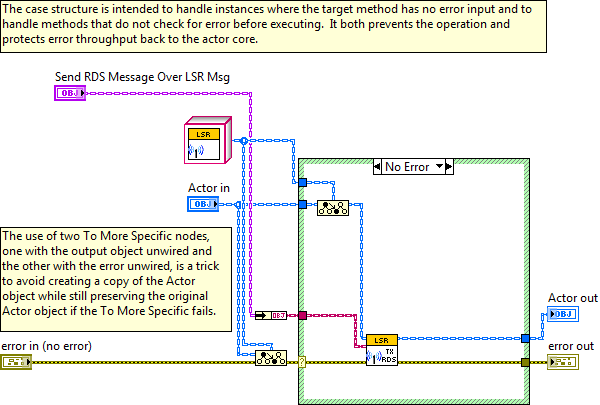 The case structure is intended to handle instances where the target method has no error input and to
handle methods that do not check for error before executing.  It both prevents the operation and
protects error throughput back to the actor core.
Send RDS Message Over LSR Msg
OBJ
LSR
No Error
Actor in
OBJ
The use of two To More Specific nodes,
one with the output object unwired and
the other with the error unwired, is a trick
to avoid creating a copy of the Actor
object while still preserving the original
Actor object if the To More Specific fails.
OBJ
Actor out
OBJ
LSR
TX
RDS
error in (no error)
?
error out